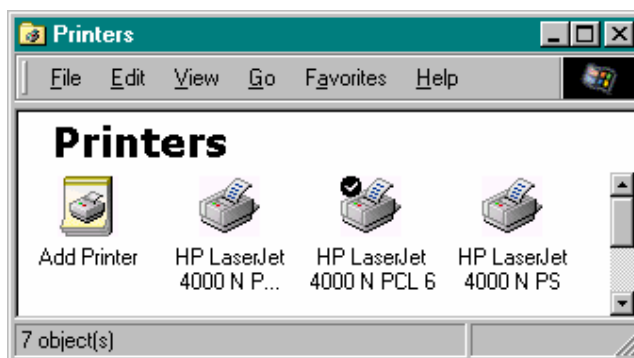 Printers
File Edit View Go Favorites Help
Printers
Add Printer
HP LaserJet
4000 N P...
HP LaserJet
4000 N PCL 6
HP LaserJet
4000 N PS
7 object(s)